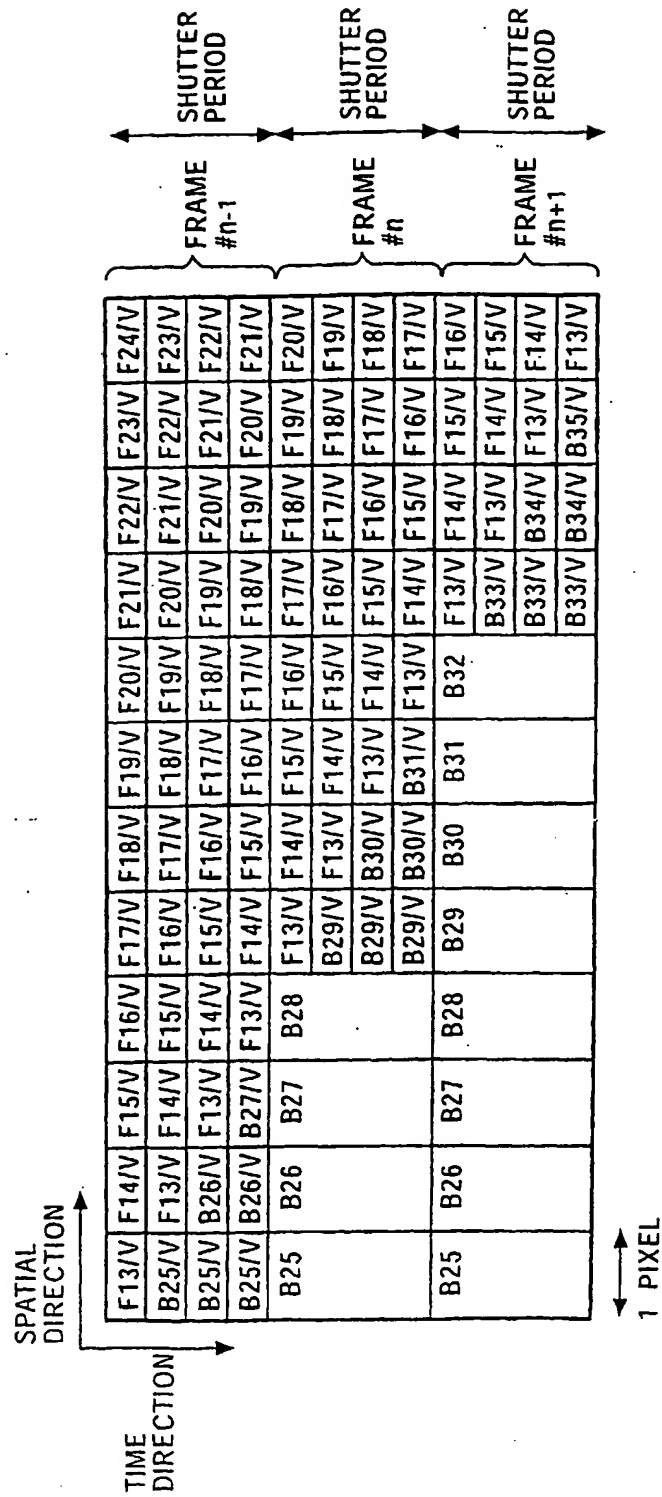 SPATIAL
DIRECTION
TIME
DIRECTION
F13/V F14/V F15/V F16/V F17/V F18/V F19/V F20/V F21/V F22/V F23/V F24/V
B25/V F13/V F14/V F15/V F16/V F17/V F18/V F19/V F20/V F21/V F22/V F23/V
B25/V B26/V F13/V F14/V F15/V F16/V F17/V F18/V F19/V F20/V F21/V F22/V
B25/V B26/V B27/V F13/V F14/V F15/V F16/V F17/V F18/V F19/V F20/V F21/V
FRAME
#n-1
SHUTTER
PERIOD
B25 B26 B27 B28 F13/V F14/V F15/V F16/V F17/V F18/V F19/V F20/V
B29/V F13/V F14/V F15/V F16/V F17/V F18/V F19/V
B29/V B30/V F13/V F14/V F15/V F16/V F17/V F18/V
B29/V B30/V B31/V F13/V F14/V F15/V F16/V F17/V
FRAME
#n
SHUTTER
PERIOD
B25 B26 B27 B28 B29 B30 B31 B32 F13/V F14/V F15/V F16/V
B33/V F13/V F14/V F15/V
B33/V B34/V F13/V F14/V
B33/V B34/V B35/V F13/V
FRAME
#n+1
SHUTTER
PERIOD
1 PIXEL